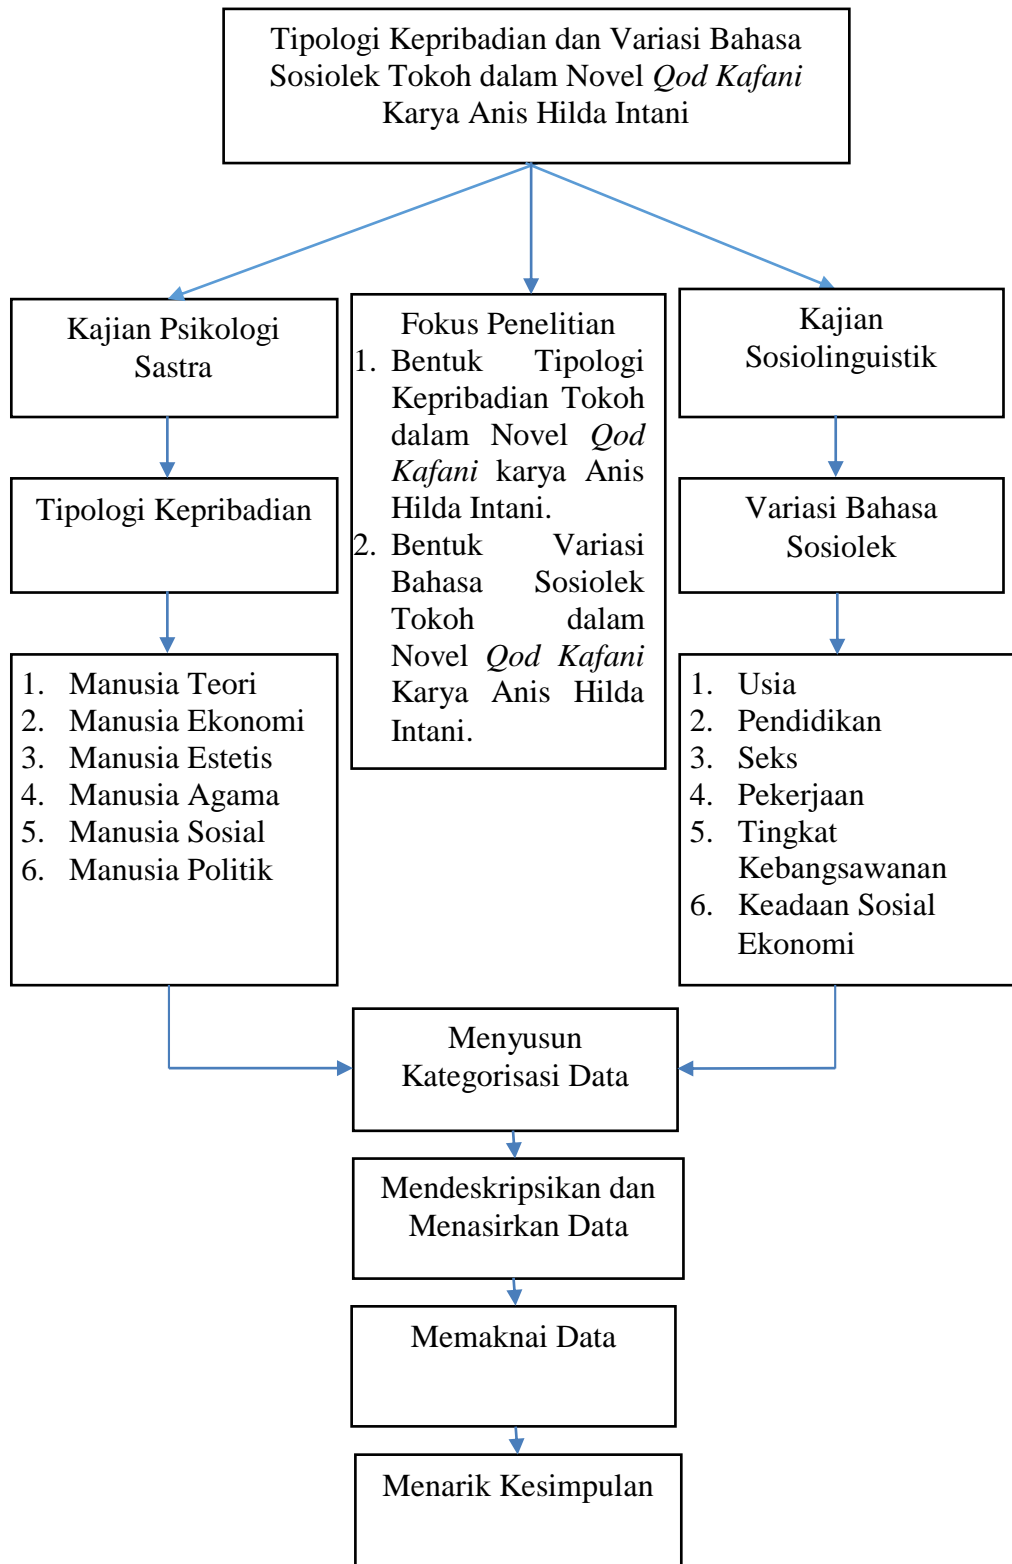 Tipologi Kepribadian dan Variasi Bahasa
Sosiolek Tokoh dalam Novel Qod Kafani
Karya Anis Hilda Intani
Kajian Psikologi
Sastra
Fokus Penelitian
1. Bentuk Tipologi
Kepribadian Tokoh
dalam Novel Qod
Kafani karya Anis
Hilda Intani.
2. Bentuk Variasi
Bahasa Sosiolek
Tokoh dalam
Novel Qod Kafani
Karya Anis Hilda
Intani.
Kajian
Sosiolinguistik
Tipologi Kepribadian
Variasi Bahasa
Sosiolek
1. Manusia Teori
2. Manusia Ekonomi
3. Manusia Estetis
4. Manusia Agama
5. Manusia Sosial
6. Manusia Politik
1. Usia
2. Pendidikan
3. Seks
4. Pekerjaan
5. Tingkat
Kebangsawanan
6. Keadaan Sosial
Ekonomi
Menyusun
Kategorisasi Data
Mendeskripsikan dan
Menasirkan Data
Memaknai Data
Menarik Kesimpulan